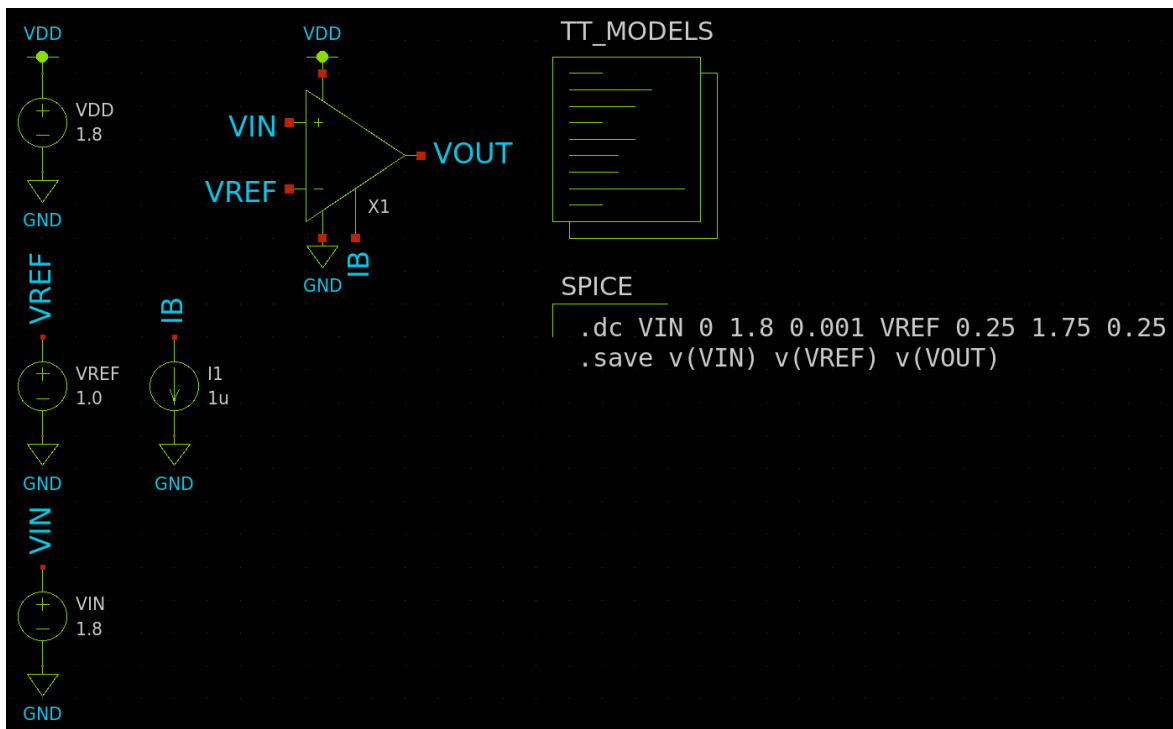 VDD
VDD
1.8
GND
VREF
VREF
1.0
GND
VIN
VIN
1.8
GND
IB
I1
1u
GND
VDD
VIN
+
VREF
−
VOUT
X1
GND
IB
TT_MODELS
SPICE
.dc VIN 0 1.8 0.001 VREF 0.25 1.75 0.25
.save v(VIN) v(VREF) v(VOUT)